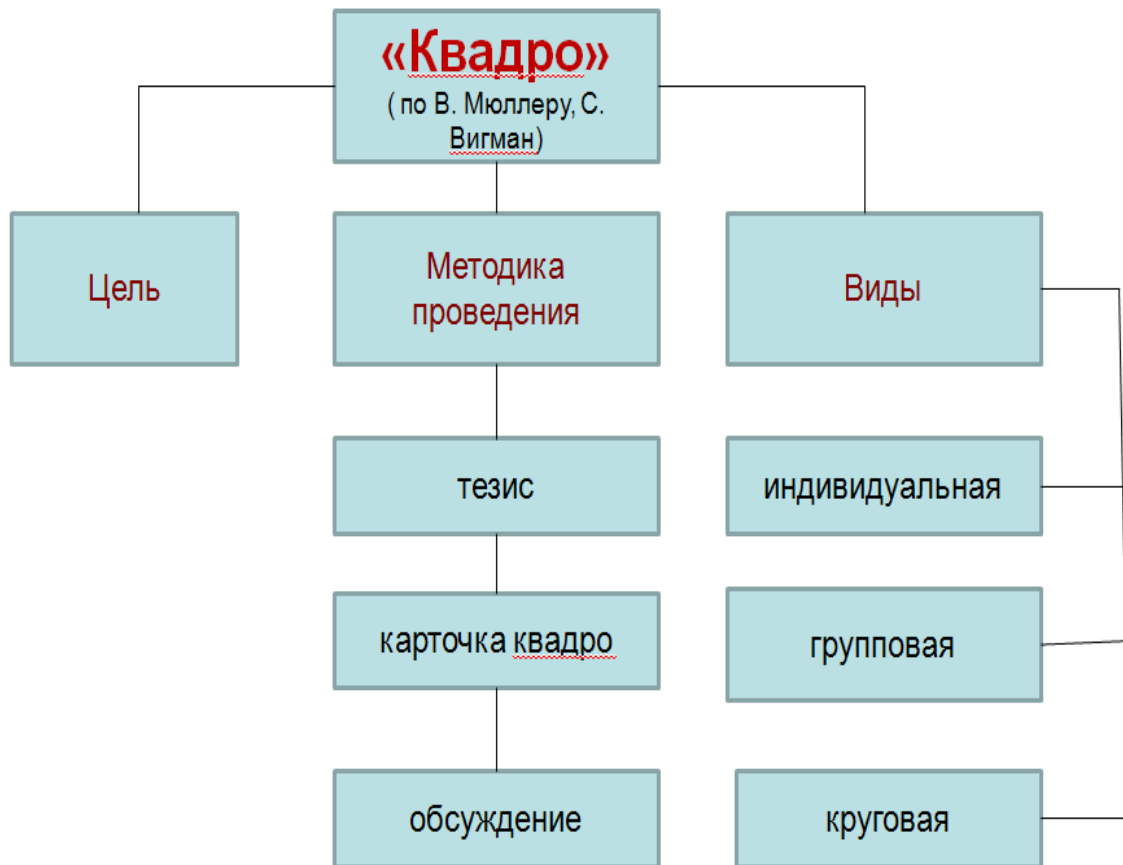 «Квадро»
( по В. Мюллеру, С.
Вигман)
Цель
Методика
проведения
Виды
тезис
индивидуальная
карточка квадро
групповая
обсуждение
круговая